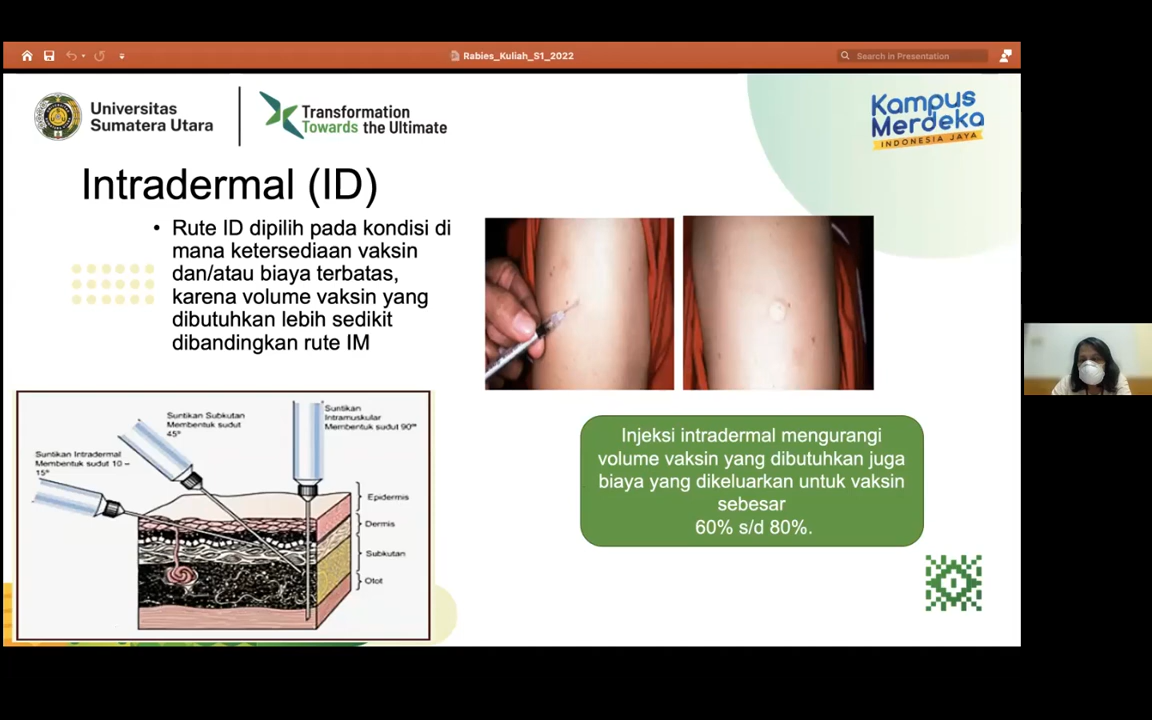 Rabies_Kuliah_S1_2022
Search in Presentation
Universitas
Sumatera Utara
Transformation
Towards the Ultimate
Kampus
Merdeka
INDONESIA JAYA
Intradermal (ID)
• Rute ID dipilih pada kondisi di
mana ketersediaan vaksin
dan/atau biaya terbatas,
karena volume vaksin yang
dibutuhkan lebih sedikit
dibandingkan rute IM
Suntikan Subkutan
Membentuk sudut
45°
Suntikan
Intramuskular
Membentuk sudut 90°
Suntikan Intradermal
Membentuk sudut 10 –
15°
Epidermis
Dermis
Subkutan
Otot
Injeksi intradermal mengurangi
volume vaksin yang dibutuhkan juga
biaya yang dikeluarkan untuk vaksin
sebesar
60% s/d 80%.